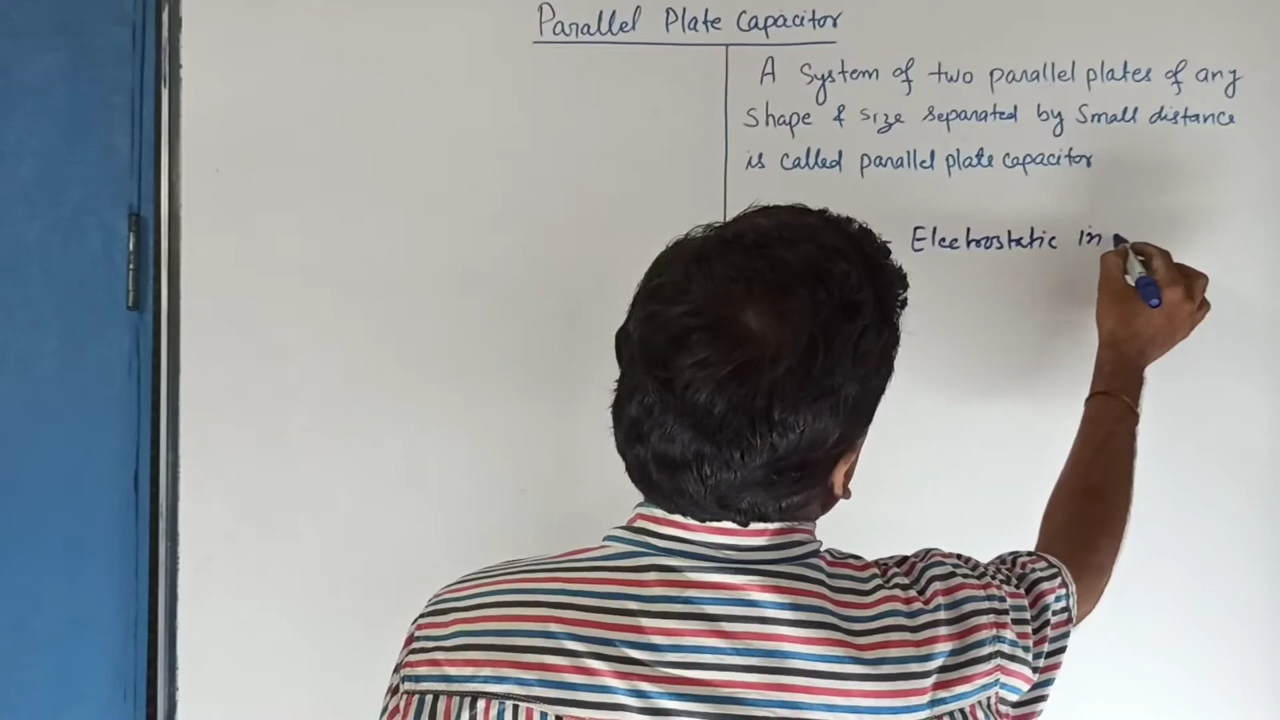 Parallel Plate Capacitor
A System of two parallel plates of any
Shape & size separated by Small distance
is called parallel plate capacitor
Electrostatic in